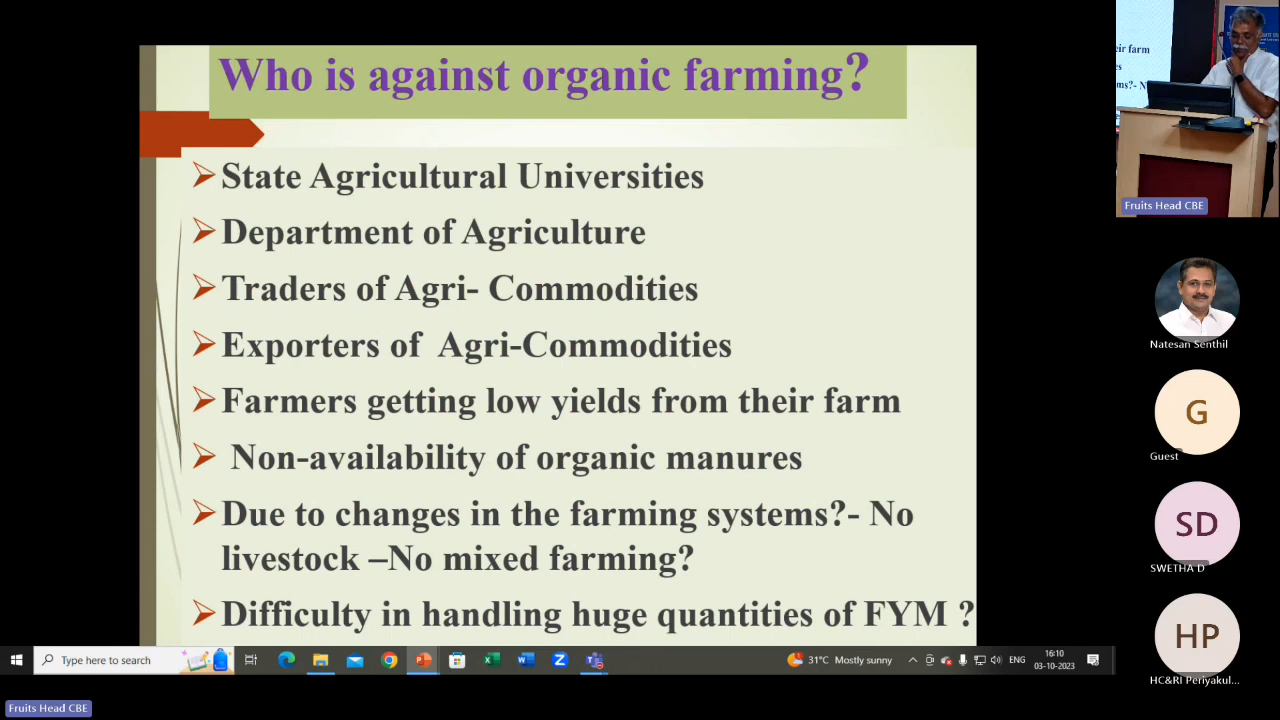 Who is against organic farming?
➢ State Agricultural Universities
➢ Department of Agriculture
➢ Traders of Agri- Commodities
➢ Exporters of Agri-Commodities
➢ Farmers getting low yields from their farm
➢ Non-availability of organic manures
➢ Due to changes in the farming systems?- No
livestock –No mixed farming?
➢ Difficulty in handling huge quantities of FYM ?
Type here to search
31°C Mostly sunny
ENG
16:10
03-10-2023
eir farm
Fruits Head CBE
Natesan Senthil
G
Guest
SD
SWETHA D
HP
HC&RI Periyakul...
Fruits Head CBE